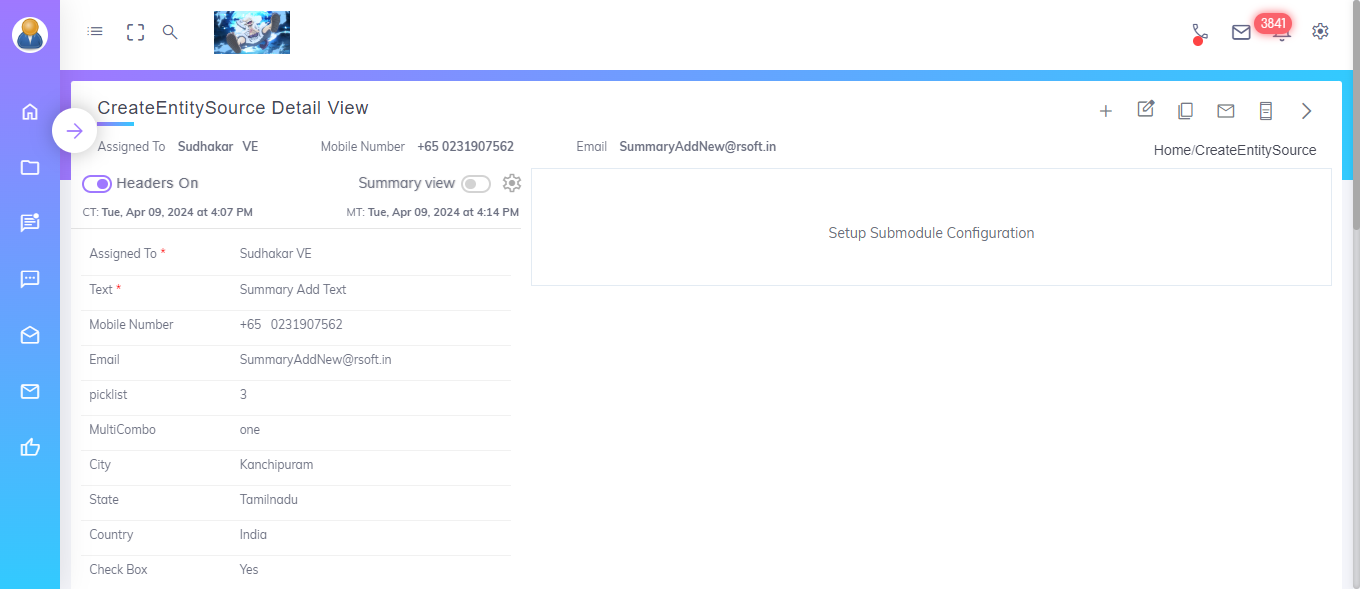 3841
CreateEntitySource Detail View
Assigned To Sudhakar VE Mobile Number +65 0231907562 Email SummaryAddNew@rsoft.in
Home/CreateEntitySource
Headers On Summary view
CT: Tue, Apr 09, 2024 at 4:07 PM MT: Tue, Apr 09, 2024 at 4:14 PM
Setup Submodule Configuration
Assigned To * Sudhakar VE
Text * Summary Add Text
Mobile Number +65 0231907562
Email SummaryAddNew@rsoft.in
picklist 3
MultiCombo one
City Kanchipuram
State Tamilnadu
Country India
Check Box Yes